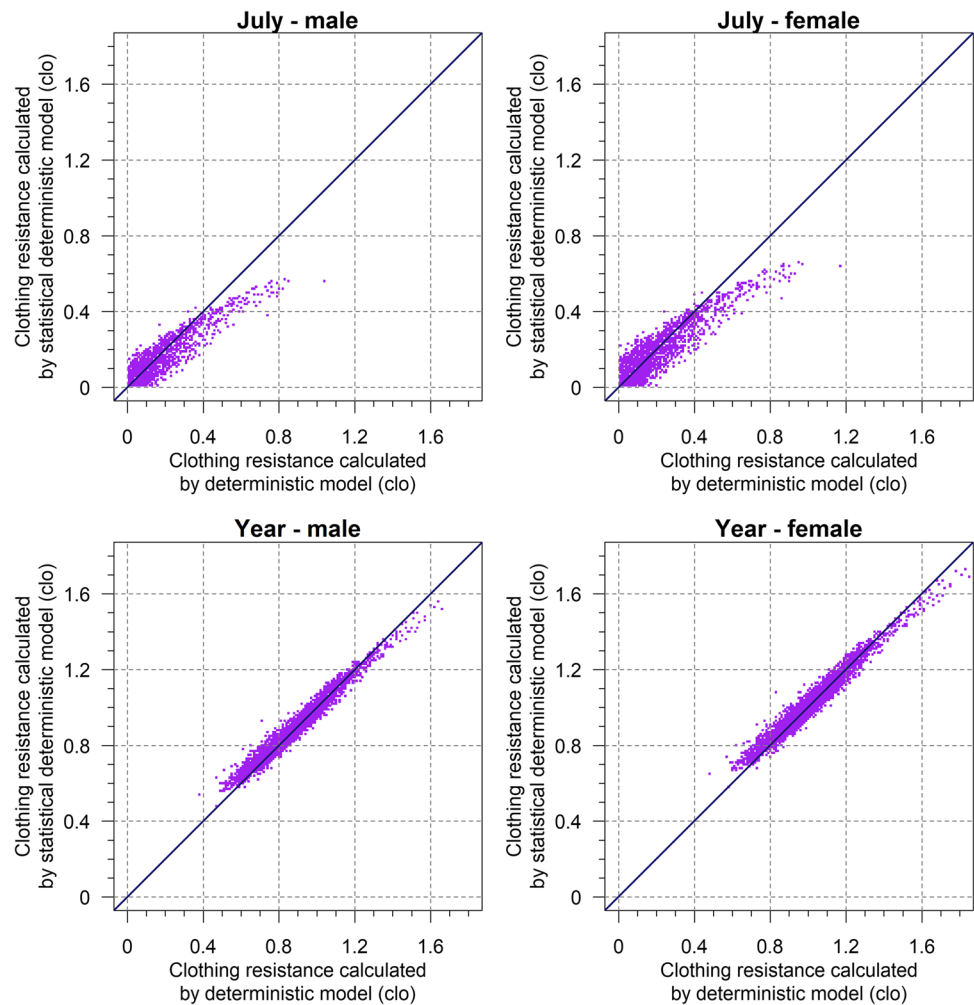 July - male
Clothing resistance calculated
by statistical deterministic model (clo)
1.6
1.2
0.8
0.4
0
0 0.4 0.8 1.2 1.6
Clothing resistance calculated
by deterministic model (clo)
July - female
Clothing resistance calculated
by statistical deterministic model (clo)
1.6
1.2
0.8
0.4
0
0 0.4 0.8 1.2 1.6
Clothing resistance calculated
by deterministic model (clo)
Year - male
Clothing resistance calculated
by statistical deterministic model (clo)
1.6
1.2
0.8
0.4
0
0 0.4 0.8 1.2 1.6
Clothing resistance calculated
by deterministic model (clo)
Year - female
Clothing resistance calculated
by statistical deterministic model (clo)
1.6
1.2
0.8
0.4
0
0 0.4 0.8 1.2 1.6
Clothing resistance calculated
by deterministic model (clo)